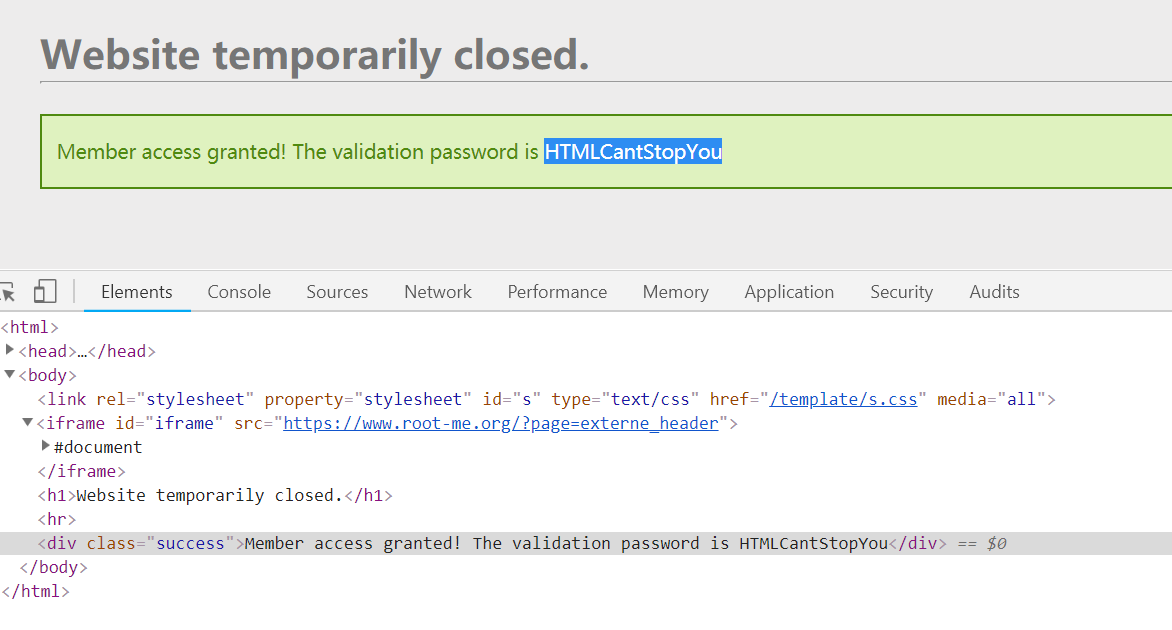 Website temporarily closed.
Member access granted! The validation password is HTMLCantStopYou
Elements Console Sources Network Performance Memory Application Security Audits
<html>
<head>…</head>
<body>
<link rel="stylesheet" property="stylesheet" id="s" type="text/css" href="/template/s.css" media="all">
<iframe id="iframe" src="https://www.root-me.org/?page=externe_header">
#document
</iframe>
<h1>Website temporarily closed.</h1>
<hr>
<div class="success">Member access granted! The validation password is HTMLCantStopYou</div> == $0
</body>
</html>